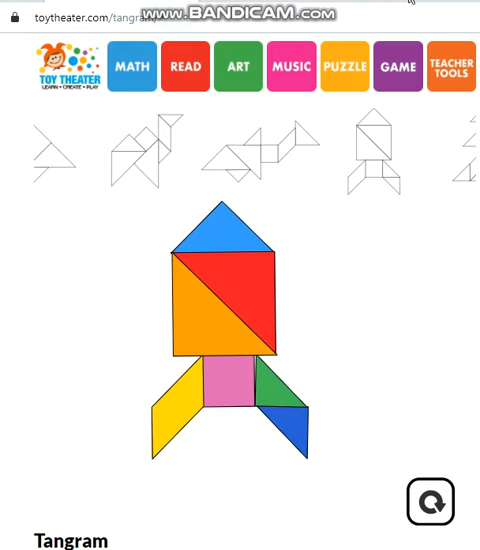 www.BANDICAM.com
toytheater.com/tangram
TOY THEATER
LEARN • CREATE • PLAY
MATH
READ
ART
MUSIC
PUZZLE
GAME
TEACHER
TOOLS
Tangram